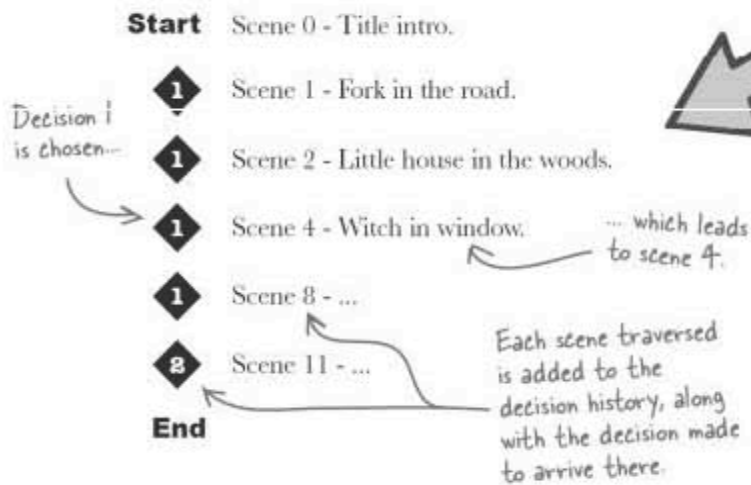 Start Scene 0 - Title intro.
1 Scene 1 - Fork in the road.
Decision 1
is chosen...
1 Scene 2 - Little house in the woods.
1 Scene 4 - Witch in window.
... which leads
to scene 4.
1 Scene 8 - ...
2 Scene 11 - ...
Each scene traversed
is added to the
decision history, along
with the decision made
to arrive there.
End